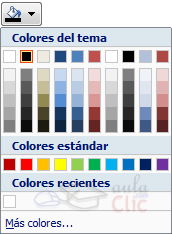 Colores del tema
Colores estándar
Colores recientes
aula
Clic
Más colores...